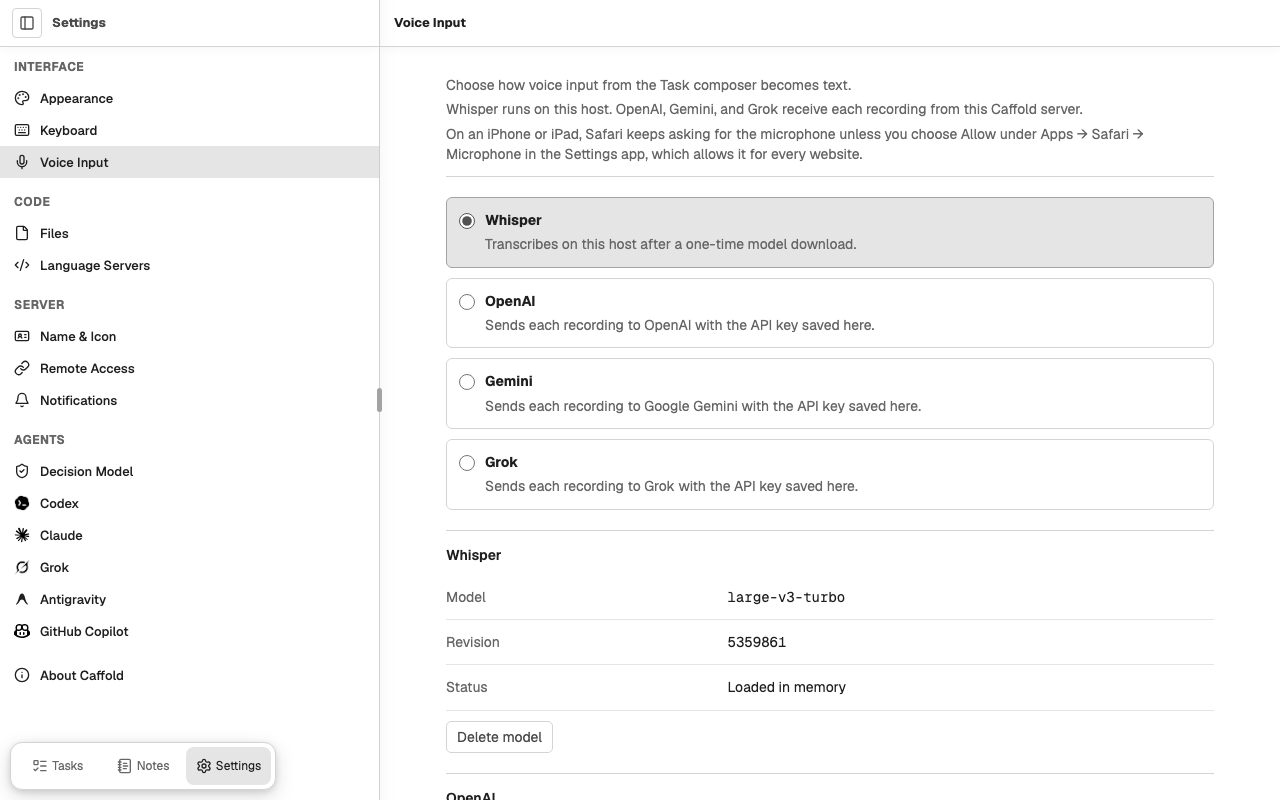 Settings
Voice Input
INTERFACE
Appearance
Keyboard
Voice Input
CODE
Files
Language Servers
SERVER
Name & Icon
Remote Access
Notifications
AGENTS
Decision Model
Codex
Claude
Grok
Antigravity
GitHub Copilot
About Caffold
Tasks
Notes
Settings
Choose how voice input from the Task composer becomes text.
Whisper runs on this host. OpenAI, Gemini, and Grok receive each recording from this Caffold server.
On an iPhone or iPad, Safari keeps asking for the microphone unless you choose Allow under Apps → Safari →
Microphone in the Settings app, which allows it for every website.
Whisper
Transcribes on this host after a one-time model download.
OpenAI
Sends each recording to OpenAI with the API key saved here.
Gemini
Sends each recording to Google Gemini with the API key saved here.
Grok
Sends each recording to Grok with the API key saved here.
Whisper
Model large-v3-turbo
Revision 5359861
Status Loaded in memory
Delete model
OpenAI